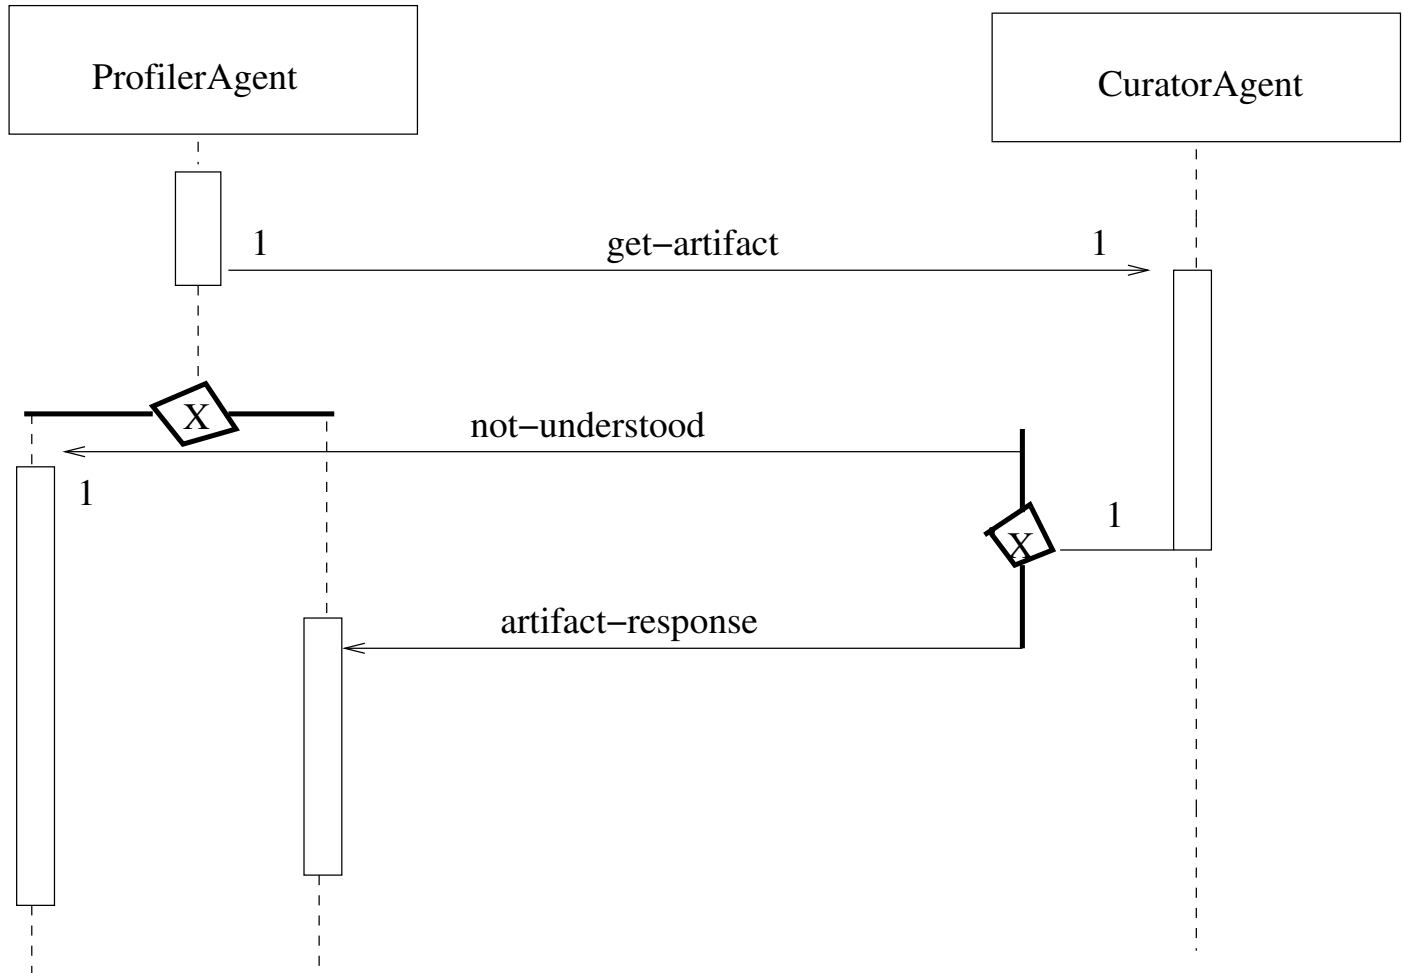 ProfilerAgent
CuratorAgent
1
get−artifact
1
X
not−understood
1
1
X
artifact−response